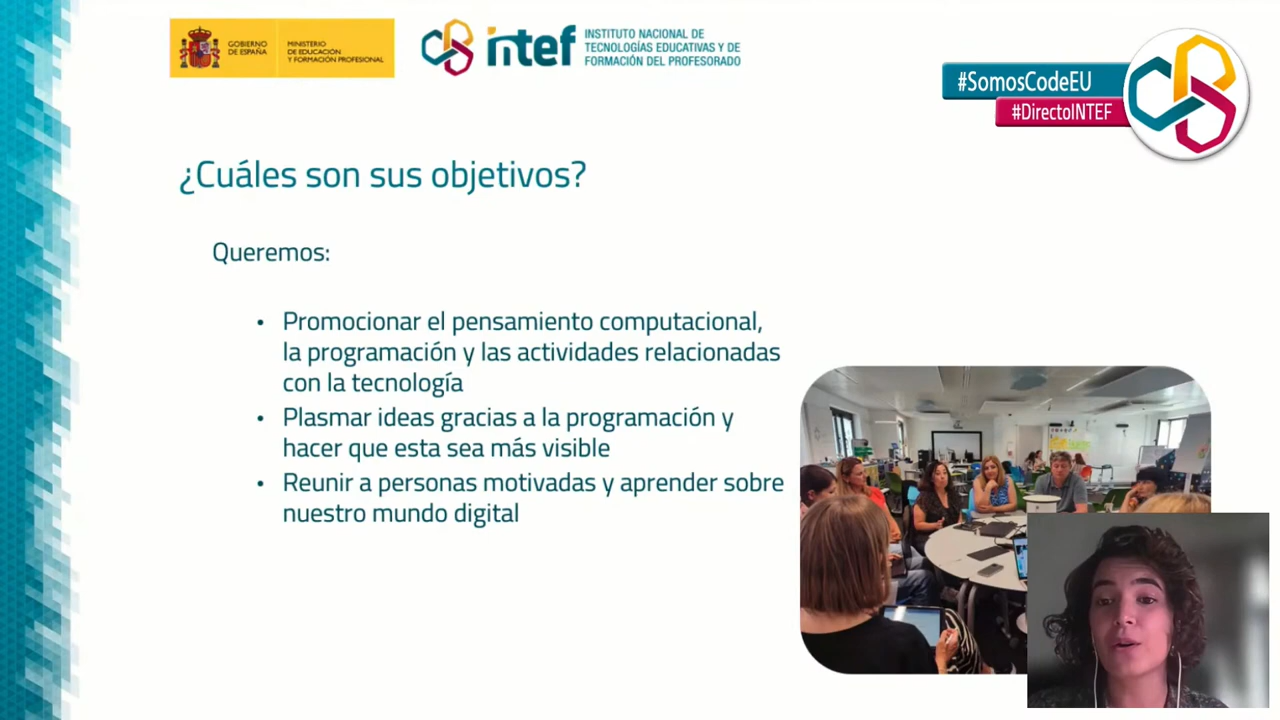 GOBIERNO
DE ESPAÑA
MINISTERIO
DE EDUCACIÓN
Y FORMACIÓN PROFESIONAL
intef
INSTITUTO NACIONAL DE
TECNOLOGÍAS EDUCATIVAS Y DE
FORMACIÓN DEL PROFESORADO
#SomosCodeEU
#DirectoINTEF
¿Cuáles son sus objetivos?
Queremos:
• Promocionar el pensamiento computacional,
la programación y las actividades relacionadas
con la tecnología
• Plasmar ideas gracias a la programación y
hacer que esta sea más visible
• Reunir a personas motivadas y aprender sobre
nuestro mundo digital